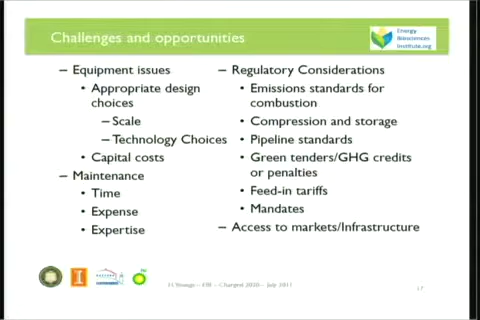 Challenges and opportunities
Energy
Biosciences
Institute.org
– Equipment issues
• Appropriate design
choices
– Scale
– Technology Choices
• Capital costs
– Maintenance
• Time
• Expense
• Expertise
– Regulatory Considerations
• Emissions standards for
combustion
• Compression and storage
• Pipeline standards
• Green tenders/GHG credits
or penalties
• Feed-in tariffs
• Mandates
– Access to markets/Infrastructure
I
bp
July 2011
17